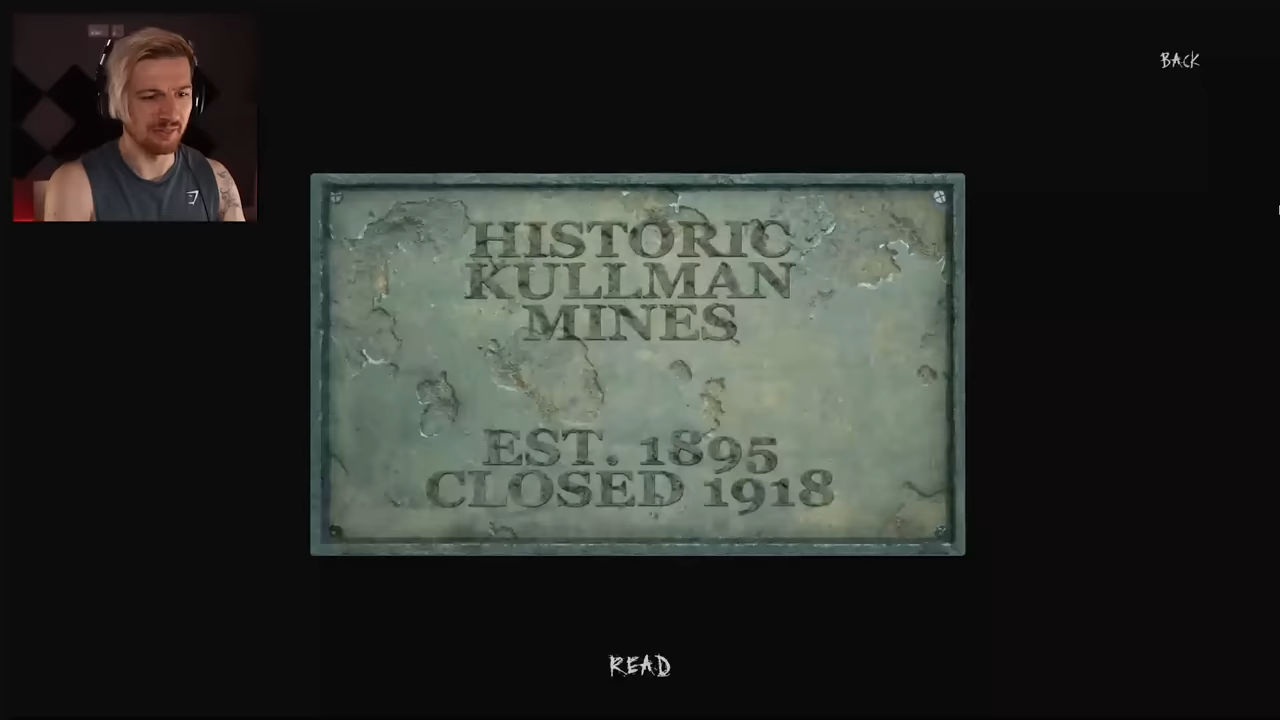 BACK
HISTORIC
KULLMAN
MINES
EST. 1895
CLOSED 1918
READ